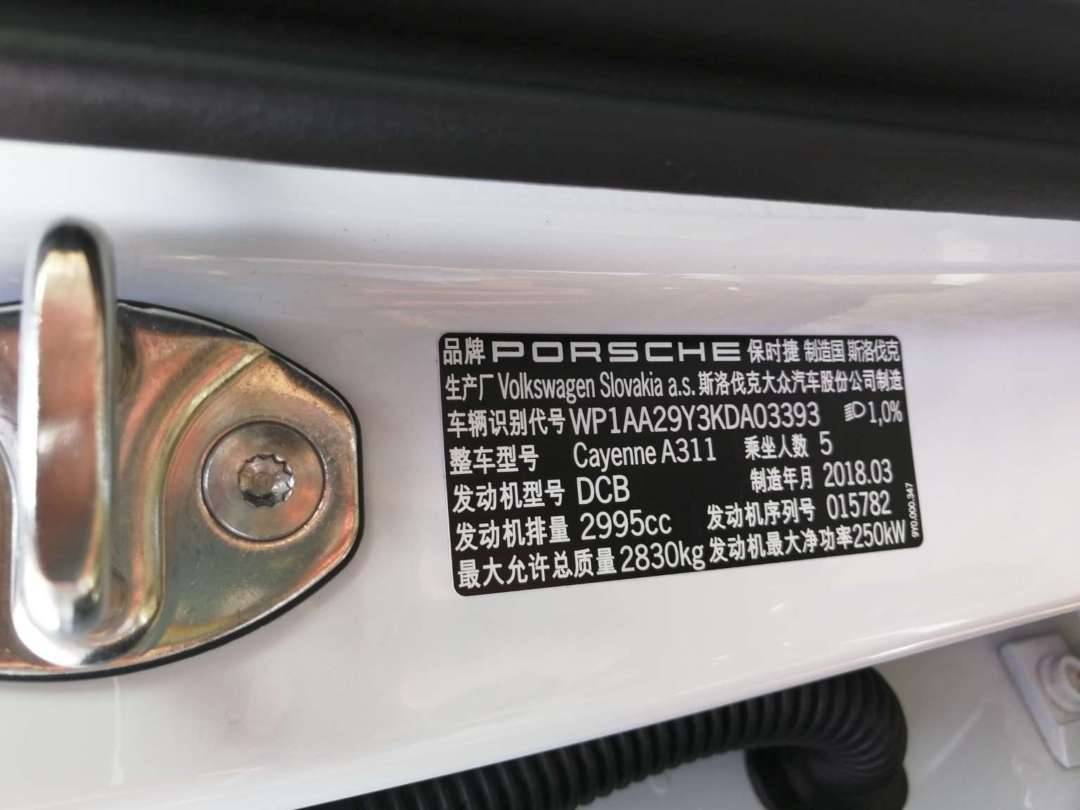 品牌 PORSCHE 保时捷 制造国 斯洛伐克
生产厂 Volkswagen Slovakia a.s. 斯洛伐克大众汽车股份公司制造
车辆识别代号 WP1AA29Y3KDA03393 1,0%
整车型号 Cayenne A311 乘坐人数 5
发动机型号 DCB 制造年月 2018.03
发动机排量 2995cc 发动机序列号 015782
最大允许总质量 2830kg 发动机最大净功率 250kW
9Y0.000.347